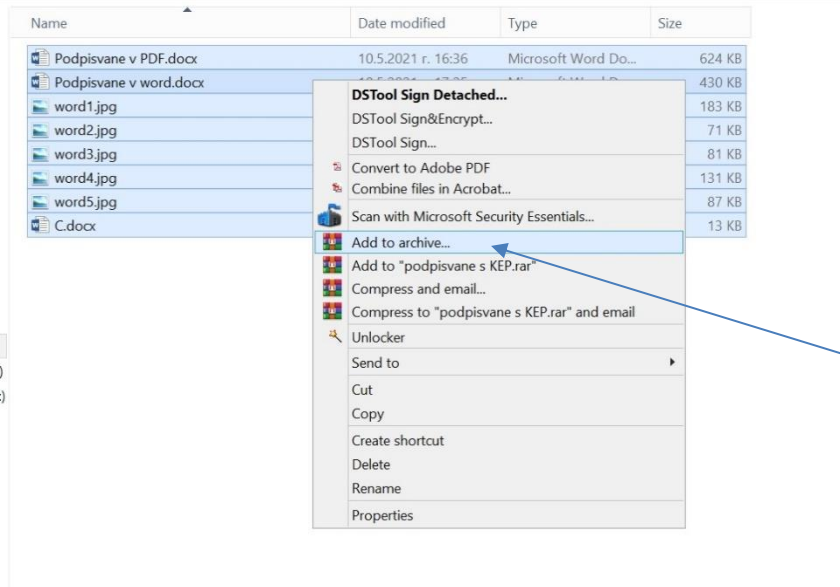 Name Date modified Type Size
Podpisvane v PDF.docx 10.5.2021 г. 16:36 Microsoft Word Do... 624 KB
Podpisvane v word.docx 430 KB
word1.jpg 183 KB
word2.jpg 71 KB
word3.jpg 81 KB
word4.jpg 131 KB
word5.jpg 87 KB
C.docx 13 KB
DSTool Sign Detached...
DSTool Sign&Encrypt...
DSTool Sign...
Convert to Adobe PDF
Combine files in Acrobat...
Scan with Microsoft Security Essentials...
Add to archive...
Add to "podpisvane s KEP.rar"
Compress and email...
Compress to "podpisvane s KEP.rar" and email
Unlocker
Send to
Cut
Copy
Create shortcut
Delete
Rename
Properties